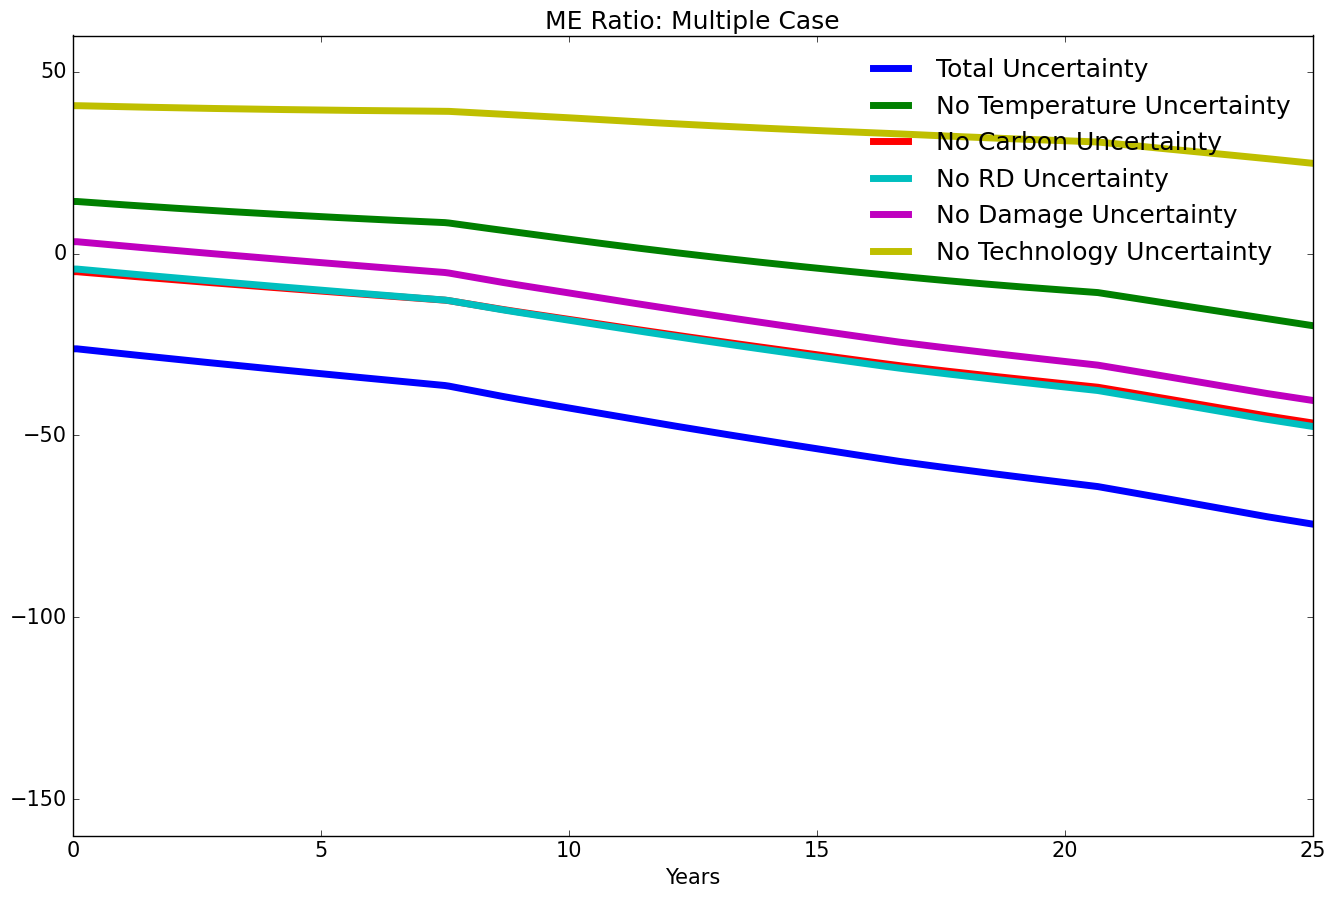 ME Ratio: Multiple Case
50
0
−50
−100
−150
Total Uncertainty
No Temperature Uncertainty
No Carbon Uncertainty
No RD Uncertainty
No Damage Uncertainty
No Technology Uncertainty
0 5 10 15 20 25
Years